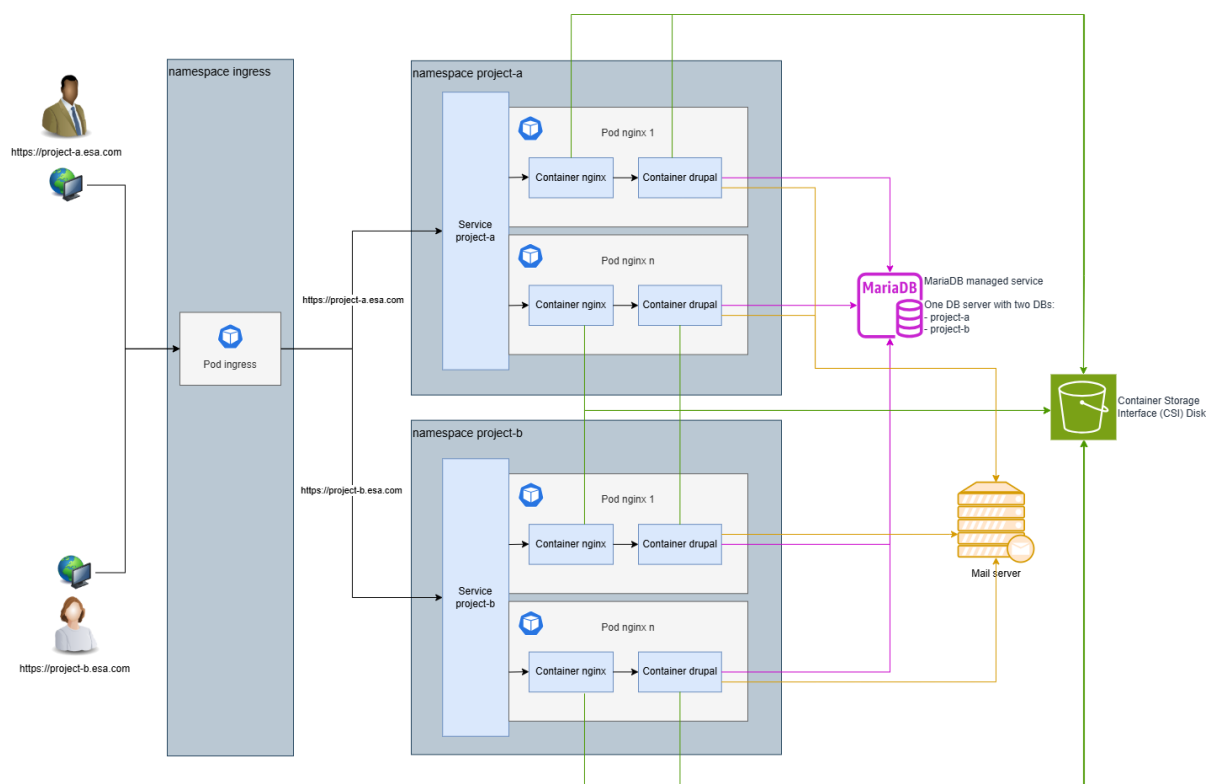 namespace ingress
namespace project-a
https://project-a.esa.com
Pod nginx 1
Container nginx
Container drupal
Service
project-a
Pod nginx n
Container nginx
Container drupal
https://project-a.esa.com
MariaDB
MariaDB managed service
One DB server with two DBs:
- project-a
- project-b
Pod ingress
Container Storage
Interface (CSI) Disk
namespace project-b
https://project-b.esa.com
Pod nginx 1
Container nginx
Container drupal
Service
project-b
Mail server
Pod nginx n
Container nginx
Container drupal
https://project-b.esa.com